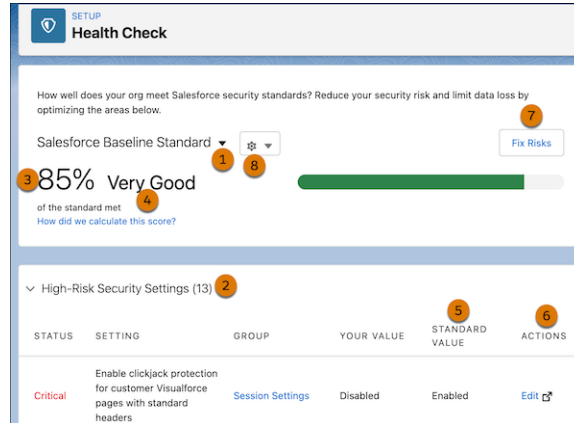 SETUP
Health Check
How well does your org meet Salesforce security standards? Reduce your security risk and limit data loss by
optimizing the areas below.
7
Salesforce Baseline Standard
Fix Risks
1
8
3 85% Very Good
4
of the standard met
How did we calculate this score?
High-Risk Security Settings (13) 2
5 6
STATUS SETTING GROUP YOUR VALUE STANDARD VALUE ACTIONS
Enable clickjack protection
for customer Visualforce
Critical pages with standard Session Settings Disabled Enabled Edit
headers